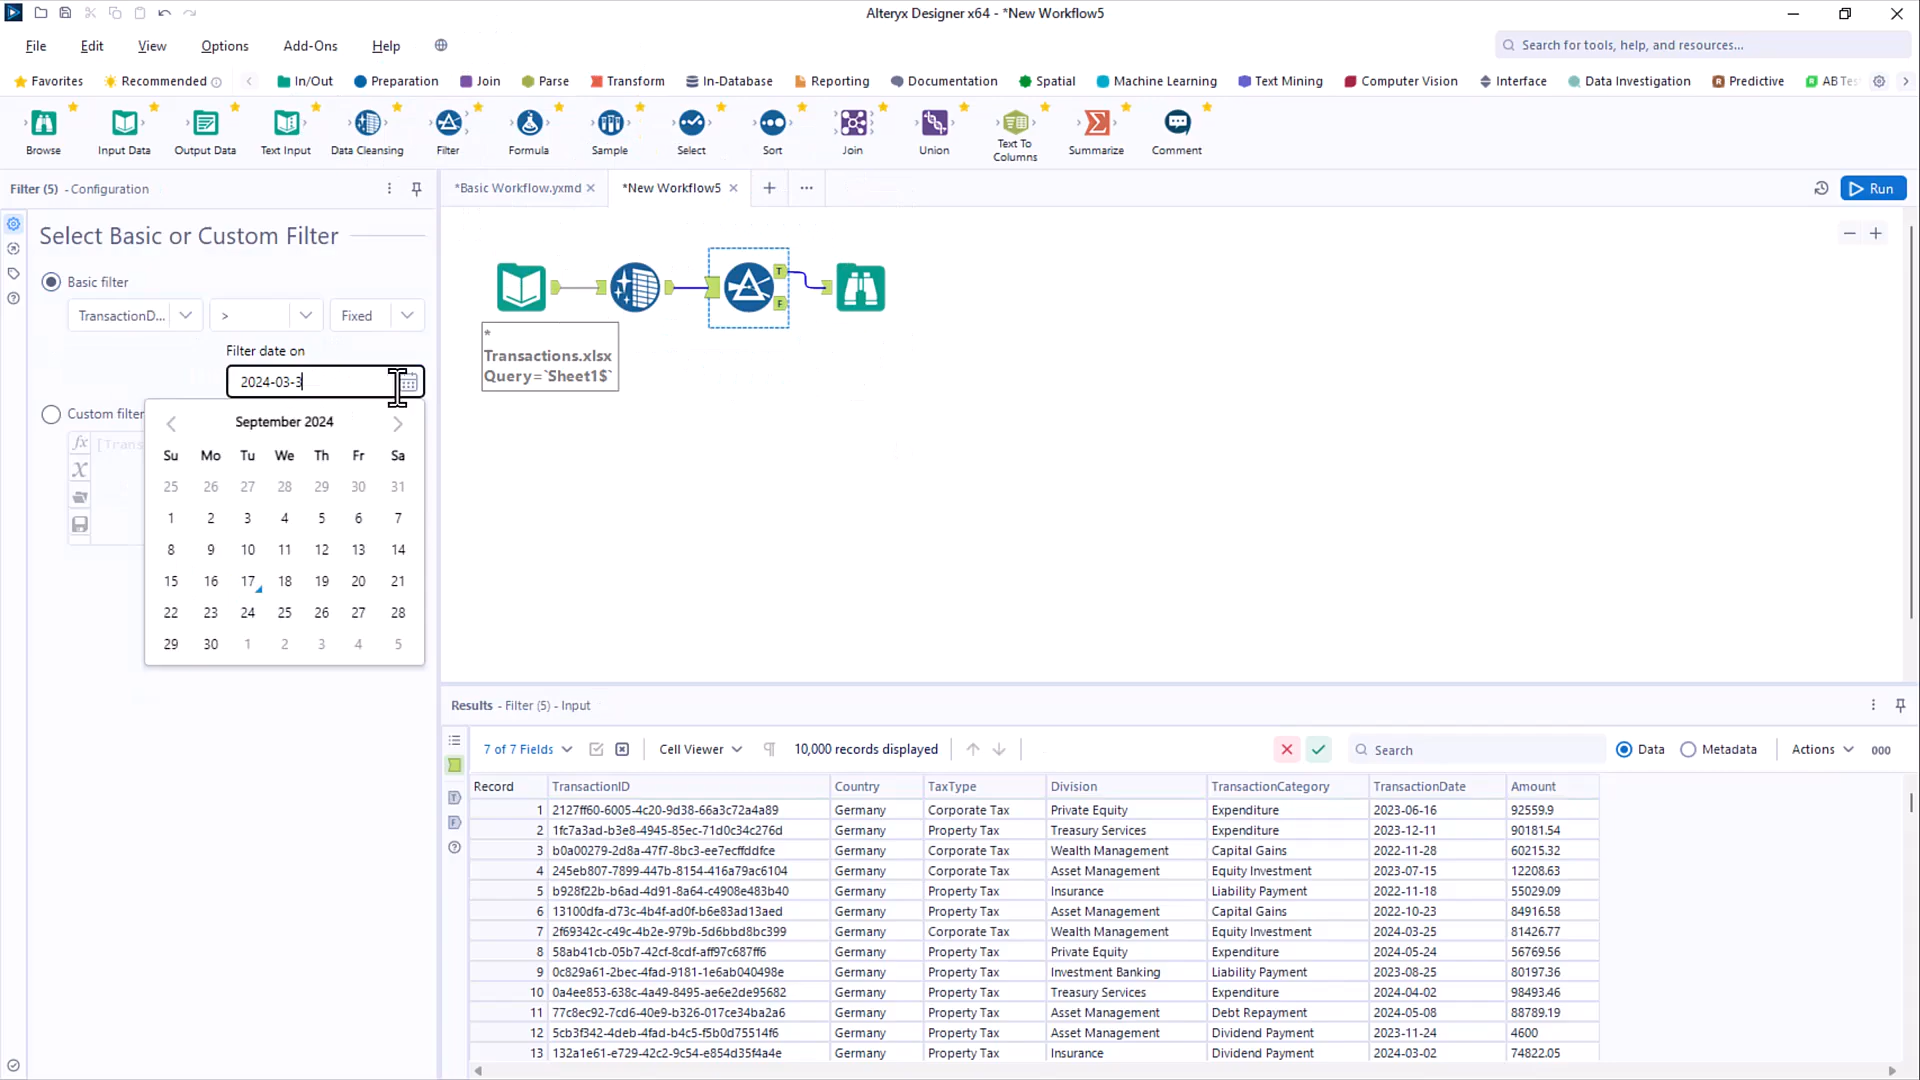 Alteryx Designer x64 - *New Workflow5
File Edit View Options Add-Ons Help
Search for tools, help, and resources...
Favorites Recommended In/Out Preparation Join Parse Transform In-Database Reporting Documentation Spatial Machine Learning Text Mining Computer Vision Interface Data Investigation Predictive AB Tes
Browse Input Data Output Data Text Input Data Cleansing Filter Formula Sample Select Sort Join Union Text To Columns Summarize Comment
Filter (5) - Configuration
*Basic Workflow.yxmd *New Workflow5
Run
Select Basic or Custom Filter
Basic filter
TransactionD... > Fixed
Filter date on
2024-03-3
Custom filter
fx [Trans
X
September 2024
Su Mo Tu We Th Fr Sa
25 26 27 28 29 30 31
1 2 3 4 5 6 7
8 9 10 11 12 13 14
15 16 17 18 19 20 21
22 23 24 25 26 27 28
29 30 1 2 3 4 5
T
F
*
Transactions.xlsx
Query=`Sheet1$`
Results - Filter (5) - Input
7 of 7 Fields Cell Viewer 10,000 records displayed Search Data Metadata Actions 000
Record TransactionID Country TaxType Division TransactionCategory TransactionDate Amount
1 2127ff60-6005-4c20-9d38-66a3c72a4a89 Germany Corporate Tax Private Equity Expenditure 2023-06-16 92559.9
2 1fc7a3ad-b3e8-4945-85ec-71d0c34c276d Germany Property Tax Treasury Services Expenditure 2023-12-11 90181.54
3 b0a00279-2d8a-47f7-8bc3-ee7ecffddfce Germany Corporate Tax Wealth Management Capital Gains 2022-11-28 60215.32
4 245eb807-7899-447b-8154-416a79ac6104 Germany Corporate Tax Asset Management Equity Investment 2023-07-15 12208.63
5 b928f22b-b6ad-4d91-8a64-c4908e483b40 Germany Property Tax Insurance Liability Payment 2022-11-18 55029.09
6 13100dfa-d73c-4b4f-ad0f-b6e83ad13aed Germany Property Tax Asset Management Capital Gains 2022-10-23 84916.58
7 2f69342c-c49c-4b2e-979b-5d6bbd8bc399 Germany Corporate Tax Wealth Management Equity Investment 2024-03-25 81426.77
8 58ab41cb-05b7-42cf-8cdf-aff97c687ff6 Germany Property Tax Private Equity Expenditure 2024-05-24 56769.56
9 0c829a61-2bec-4fad-9181-1e6ab040498e Germany Property Tax Investment Banking Liability Payment 2023-08-25 80197.36
10 0a4ee853-638c-4a49-8495-ae6e2de95682 Germany Property Tax Treasury Services Expenditure 2024-04-02 98493.46
11 77c8ec92-7cd6-40e9-b326-017ce34ba2a6 Germany Property Tax Asset Management Debt Repayment 2024-05-08 88789.19
12 5cb3f342-4deb-4fad-b4c5-f5b0d75514f6 Germany Property Tax Asset Management Dividend Payment 2023-11-24 4600
13 132a1e61-e729-42c2-9c54-e854d35f4a4e Germany Property Tax Insurance Dividend Payment 2024-03-02 74822.05